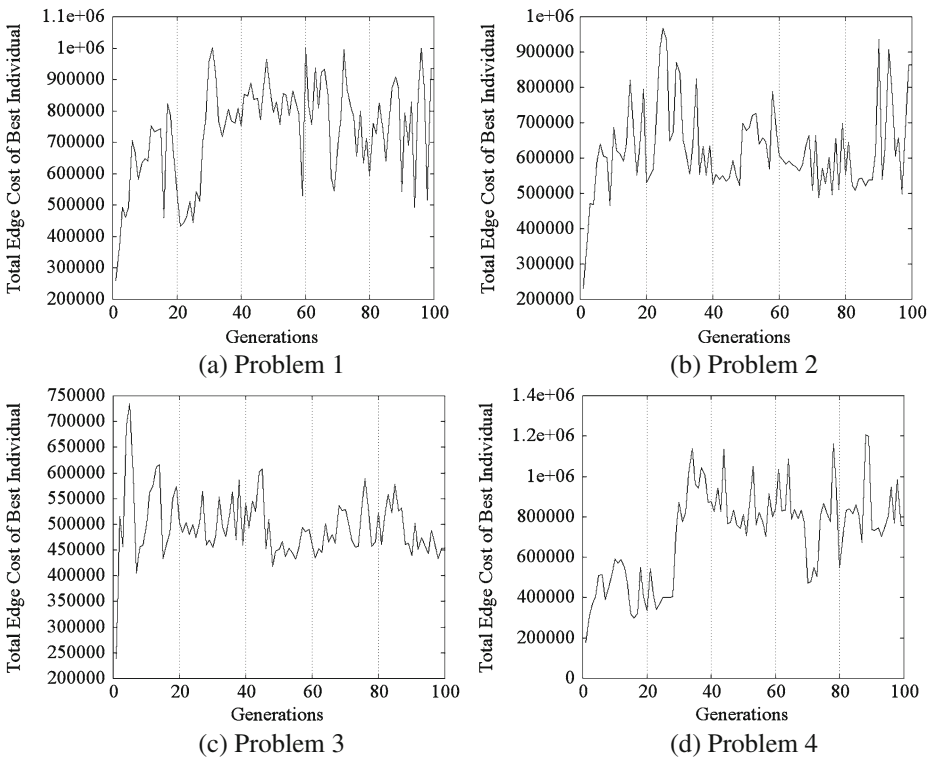 1.1e+06
1e+06
900000
800000
700000
600000
500000
400000
300000
200000
0 20 40 60 80 100
Total Edge Cost of Best Individual
Generations
(a) Problem 1
1e+06
900000
800000
700000
600000
500000
400000
300000
200000
0 20 40 60 80 100
Total Edge Cost of Best Individual
Generations
(b) Problem 2
750000
700000
650000
600000
550000
500000
450000
400000
350000
300000
250000
200000
0 20 40 60 80 100
Total Edge Cost of Best Individual
Generations
(c) Problem 3
1.4e+06
1.2e+06
1e+06
800000
600000
400000
200000
0
0 20 40 60 80 100
Total Edge Cost of Best Individual
Generations
(d) Problem 4